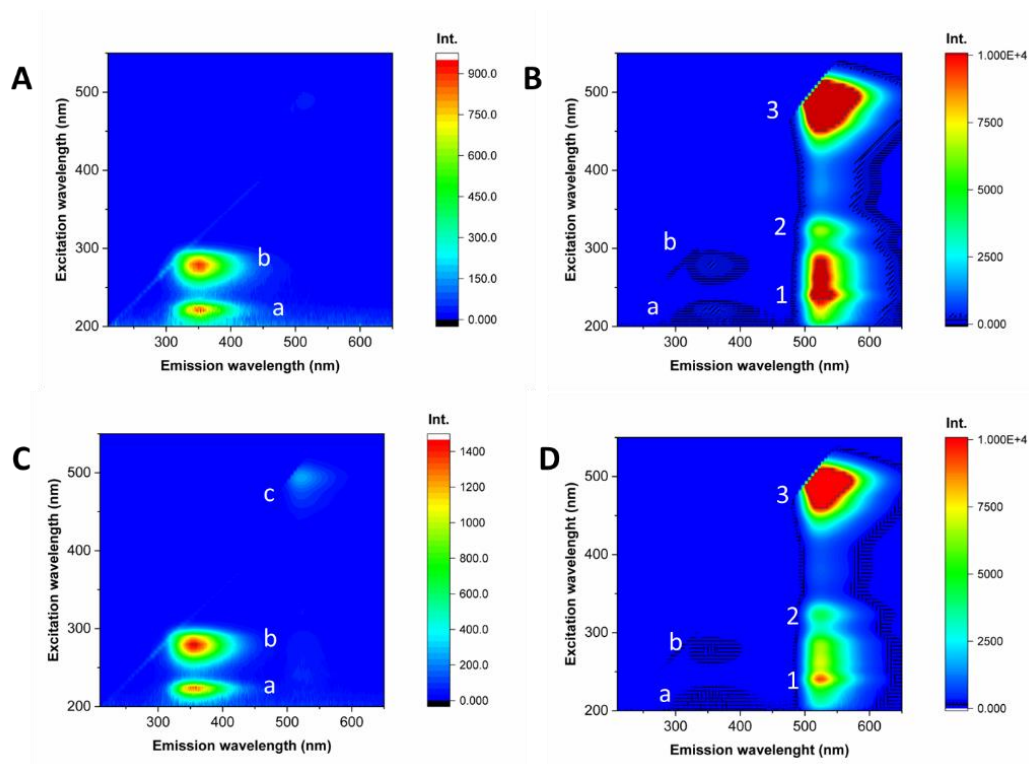 A
Int.
500
400
300
200
Excitation wavelength (nm)
b
a
300
400
500
600
Emission wavelength (nm)
900.0
750.0
600.0
450.0
300.0
150.0
0.000
B
Int.
500
400
300
200
Excitation wavelength (nm)
3
2
b
1
a
300
400
500
600
Emission wavelength (nm)
1.000E+4
7500
5000
2500
0.000
C
Int.
500
400
300
200
Excitation wavelength (nm)
c
b
a
300
400
500
600
Emission wavelength (nm)
1400
1200
1000
800.0
600.0
400.0
200.0
0.000
D
Int.
500
400
300
200
Excitation wavelenght (nm)
3
2
b
1
a
300
400
500
600
Emission wavelenght (nm)
1.000E+4
7500
5000
2500
0.000